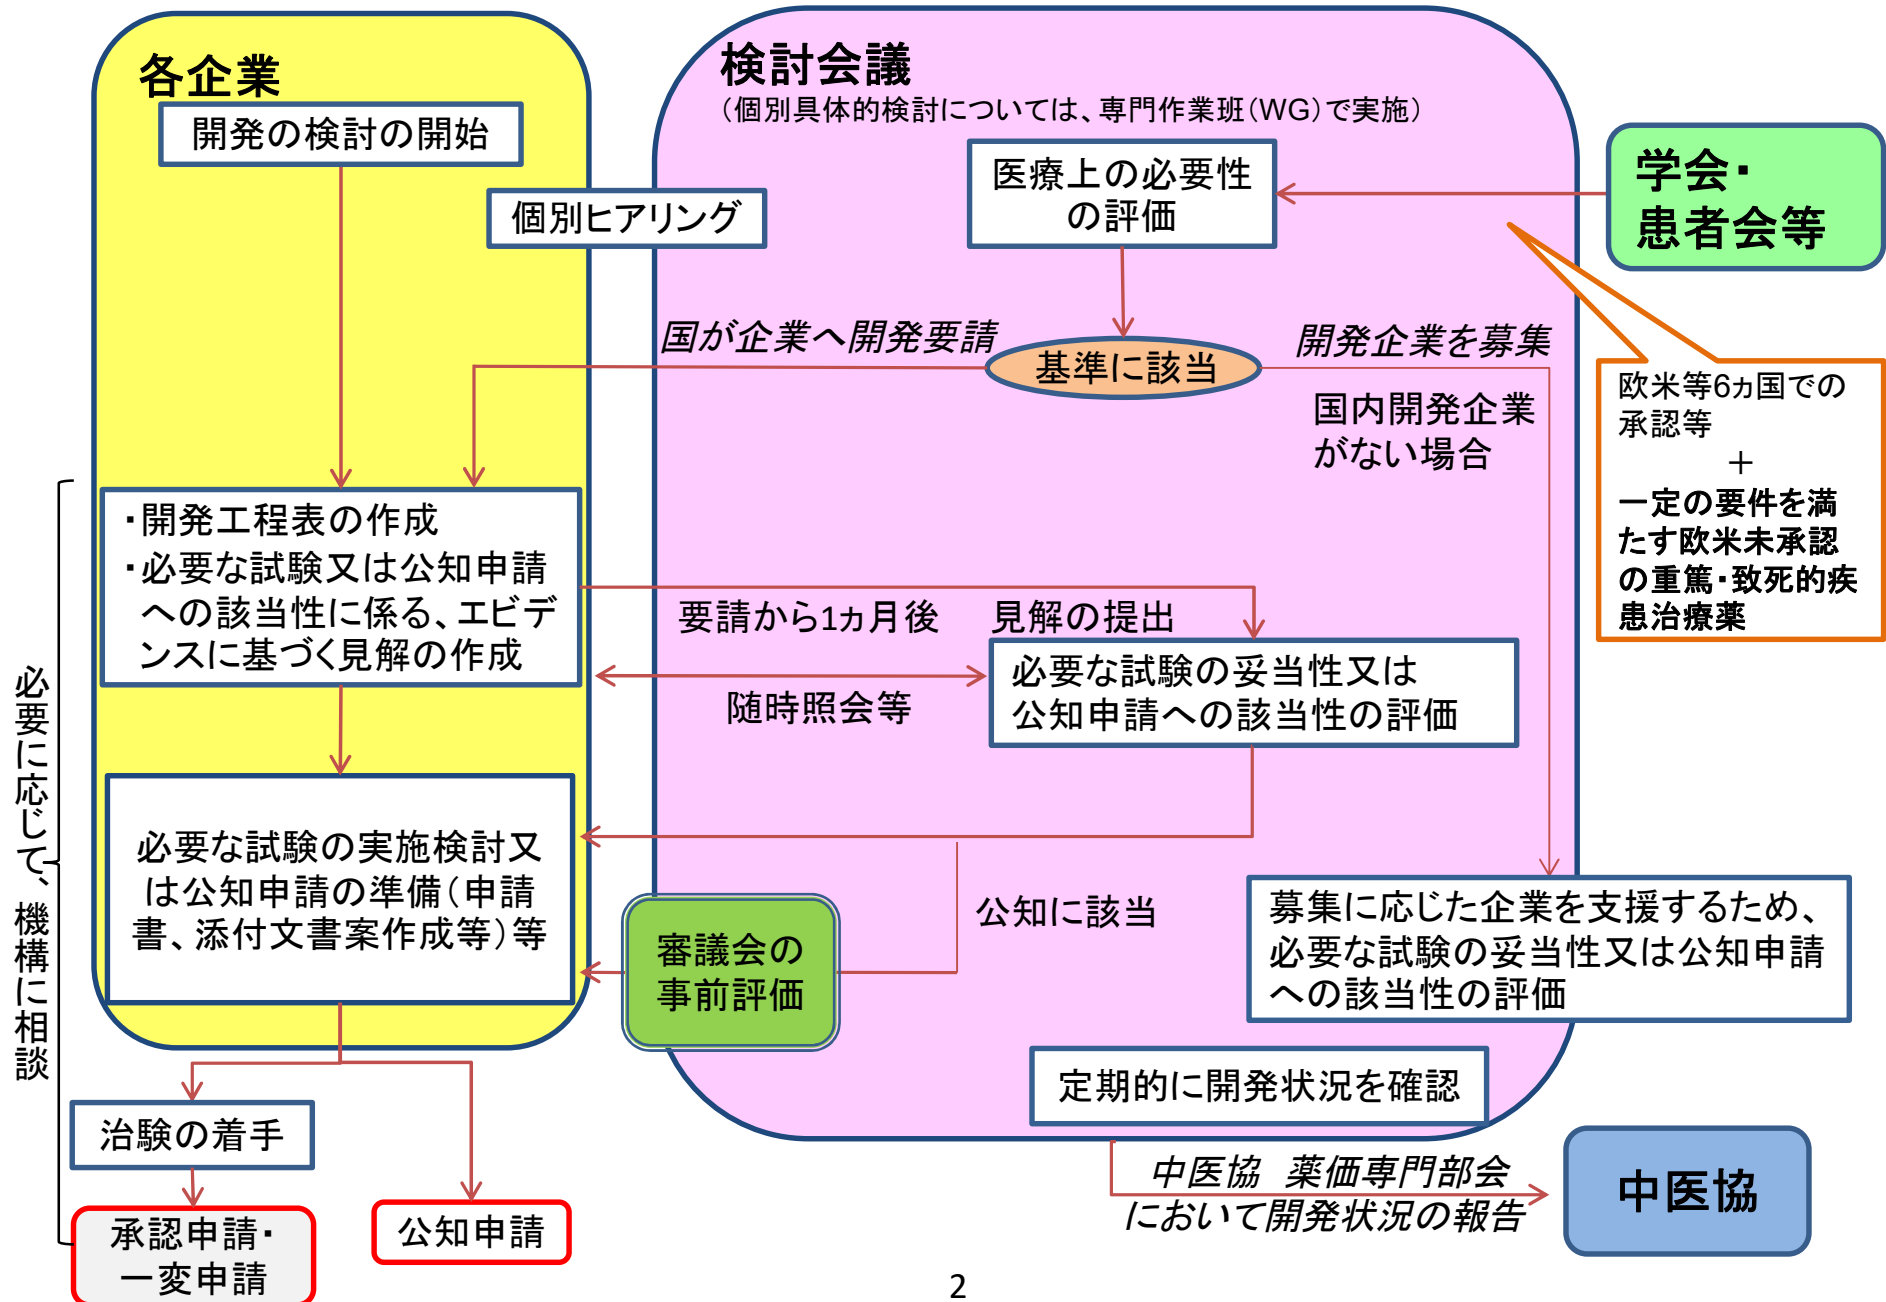 各企業
開発の検討の開始
個別ヒアリング
検討会議
（個別具体的検討については、専門作業班（WG）で実施）
医療上の必要性
の評価
学会・
患者会等
国が企業へ開発要請
基準に該当
開発企業を募集
国内開発企業
がない場合
欧米等6ヵ国での
承認等
＋
一定の要件を満
たす欧米未承認
の重篤・致死的疾
患治療薬
・開発工程表の作成
・必要な試験又は公知申請
への該当性に係る、エビデ
ンスに基づく見解の作成
要請から1ヵ月後　見解の提出
随時照会等
必要な試験の妥当性又は
公知申請への該当性の評価
必要に応じて、機構に相談
必要な試験の実施検討又
は公知申請の準備（申請
書、添付文書案作成等）等
審議会の
事前評価
公知に該当
募集に応じた企業を支援するため、
必要な試験の妥当性又は公知申請
への該当性の評価
定期的に開発状況を確認
治験の着手
承認申請・
一変申請
公知申請
中医協　薬価専門部会
において開発状況の報告
中医協
2